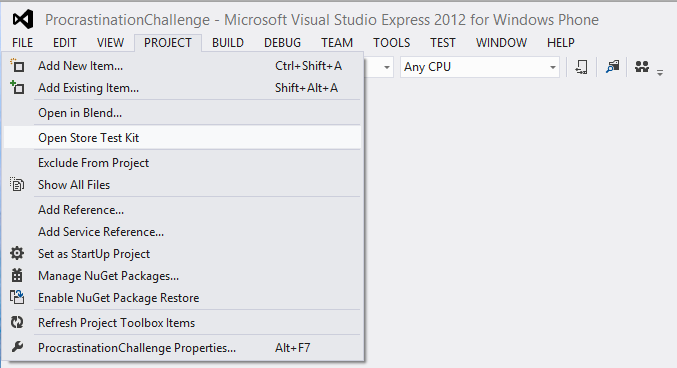 ProcrastinationChallenge - Microsoft Visual Studio Express 2012 for Windows Phone
FILE EDIT VIEW PROJECT BUILD DEBUG TEAM TOOLS TEST WINDOW HELP
Any CPU
Add New Item... Ctrl+Shift+A
Add Existing Item... Shift+Alt+A
Open in Blend...
Open Store Test Kit
Exclude From Project
Show All Files
Add Reference...
Add Service Reference...
Set as StartUp Project
Manage NuGet Packages...
Enable NuGet Package Restore
Refresh Project Toolbox Items
ProcrastinationChallenge Properties... Alt+F7